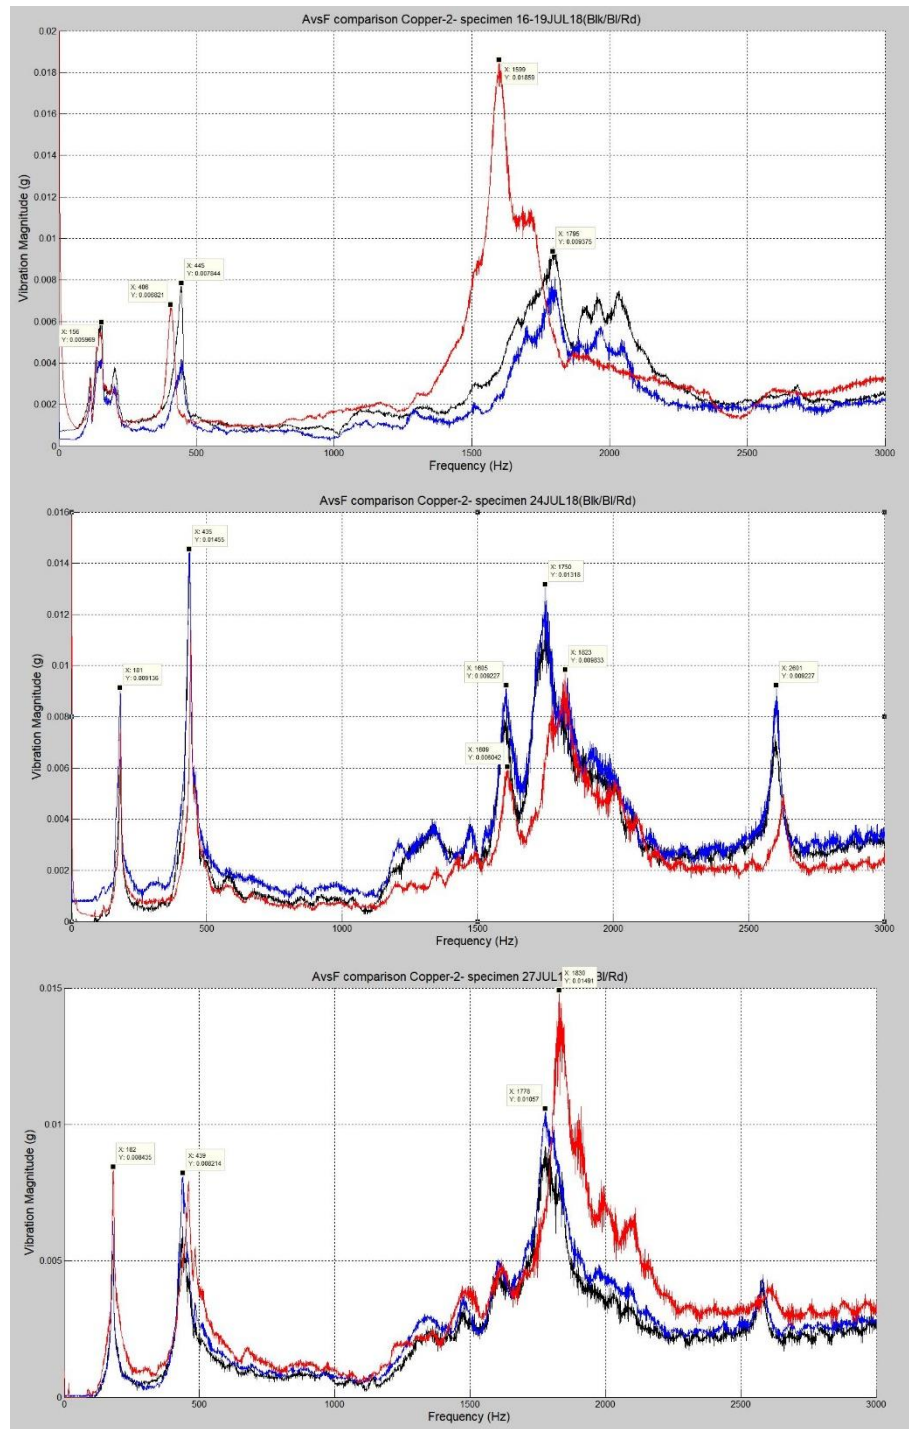 AvsF comparison Copper-2- specimen 16-19JUL18(Blk/Bl/Rd)
0.02
0.018
0.016
0.014
0.012
0.01
0.008
0.006
0.004
0.002
0
Vibration Magnitude (g)
X: 1599
Y: 0.01859
X: 1795
Y: 0.009375
X: 445
Y: 0.007844
X: 406
Y: 0.006821
X: 156
Y: 0.005969
0 500 1000 1500 2000 2500 3000
Frequency (Hz)
AvsF comparison Copper-2- specimen 24JUL18(Blk/Bl/Rd)
0.016
0.014
0.012
0.01
0.008
0.006
0.004
0.002
0
Vibration Magnitude (g)
X: 435
Y: 0.01455
X: 1750
Y: 0.01318
X: 181
Y: 0.009136
X: 1605
Y: 0.009227
X: 1823
Y: 0.009833
X: 2601
Y: 0.009227
X: 1609
Y: 0.006042
0 500 1000 1500 2000 2500 3000
Frequency (Hz)
AvsF comparison Copper-2- specimen 27JUL1 Bl/Rd)
0.015
0.01
0.005
0
Vibration Magnitude (g)
X: 1830
Y: 0.01491
X: 1778
Y: 0.01057
X: 182
Y: 0.008435
X: 439
Y: 0.008214
0 500 1000 1500 2000 2500 3000
Frequency (Hz)